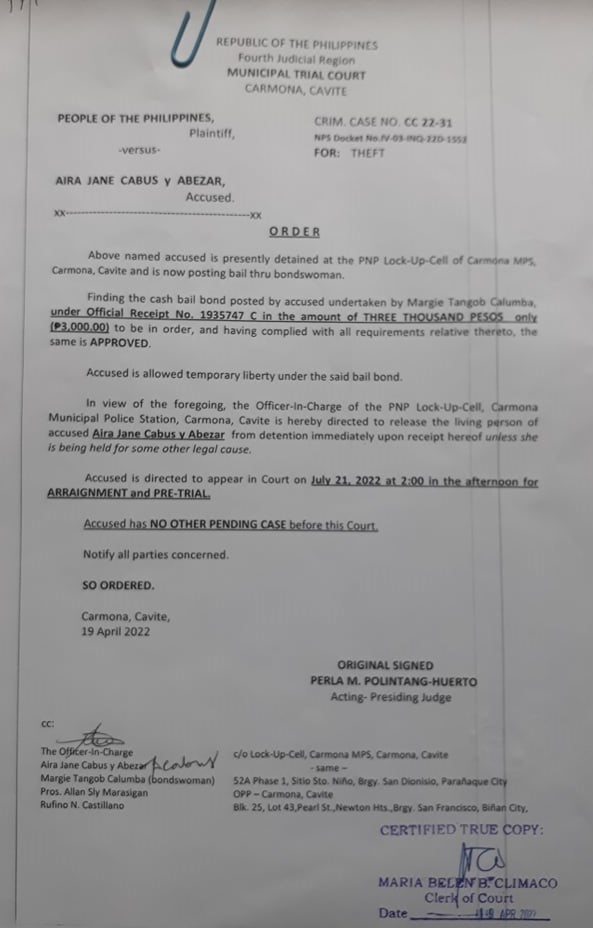 REPUBLIC OF THE PHILIPPINES
Fourth Judicial Region
MUNICIPAL TRIAL COURT
CARMONA, CAVITE
PEOPLE OF THE PHILIPPINES,
Plaintiff,
CRIM. CASE NO. CC 22-31
NPS Docket No.IV-03-INQ-22D-1553
-versus-
FOR: THEFT
AIRA JANE CABUS y ABEZAR,
Accused.
xx----------------------------------------xx
ORDER
Above named accused is presently detained at the PNP Lock-Up-Cell of Carmona MPS,
Carmona, Cavite and is now posting bail thru bondswoman.
Finding the cash bail bond posted by accused undertaken by Margie Tangob Calumba,
under Official Receipt No. 1935747 C in the amount of THREE THOUSAND PESOS only
(₱3,000.00) to be in order, and having complied with all requirements relative thereto, the
same is APPROVED.
Accused is allowed temporary liberty under the said bail bond.
In view of the foregoing, the Officer-In-Charge of the PNP Lock-Up-Cell, Carmona
Municipal Police Station, Carmona, Cavite is hereby directed to release the living person of
accused Aira Jane Cabus y Abezar from detention immediately upon receipt hereof unless she
is being held for some other legal cause.
Accused is directed to appear in Court on July 21, 2022 at 2:00 in the afternoon for
ARRAIGNMENT and PRE-TRIAL.
Accused has NO OTHER PENDING CASE before this Court.
Notify all parties concerned.
SO ORDERED.
Carmona, Cavite,
19 April 2022
ORIGINAL SIGNED
PERLA M. POLINTANG-HUERTO
Acting- Presiding Judge
cc:
The Officer-In-Charge c/o Lock-Up-Cell, Carmona MPS, Carmona, Cavite
Aira Jane Cabus y Abezar - same –
Margie Tangob Calumba (bondswoman) 52A Phase 1, Sitio Sto. Niño, Brgy. San Dionisio, Parañaque City
Pros. Allan Sly Marasigan OPP – Carmona, Cavite
Rufino N. Castillano Blk. 25, Lot 43,Pearl St.,Newton Hts.,Brgy. San Francisco, Biñan City,
CERTIFIED TRUE COPY:
MARIA BELEN B. CLIMACO
Clerk of Court
Date 19 APR 2022